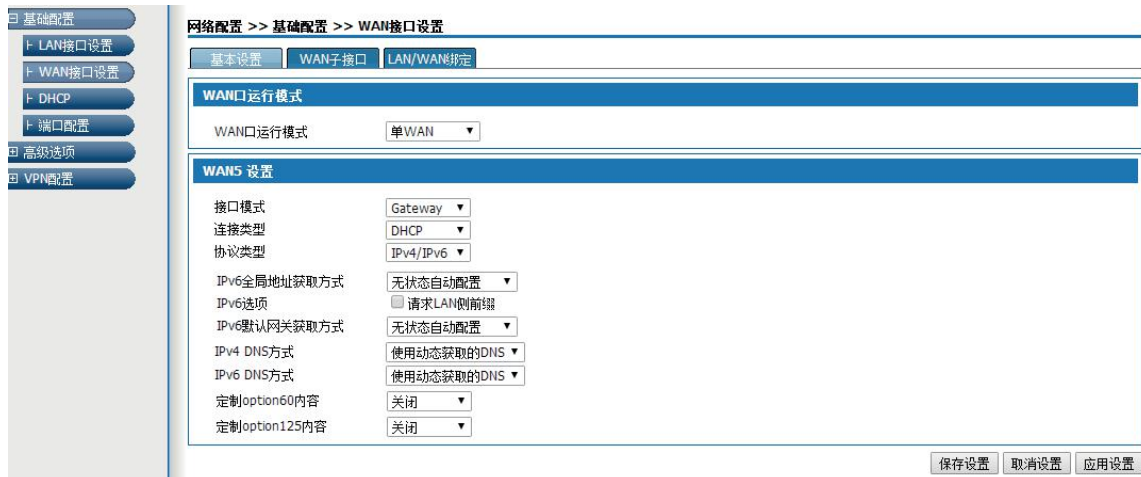 基础配置
LAN接口设置
WAN接口设置
DHCP
端口配置
高级选项
VPN配置
网络配置 >> 基础配置 >> WAN接口设置
基本设置 WAN子接口 LAN/WAN绑定
WAN口运行模式
WAN口运行模式 单WAN
WAN5 设置
接口模式 Gateway
连接类型 DHCP
协议类型 IPv4/IPv6
IPv6全局地址获取方式 无状态自动配置
IPv6选项 请求LAN侧前缀
IPv6默认网关获取方式 无状态自动配置
IPv4 DNS方式 使用动态获取的DNS
IPv6 DNS方式 使用动态获取的DNS
定制option60内容 关闭
定制option125内容 关闭
保存设置 取消设置 应用设置